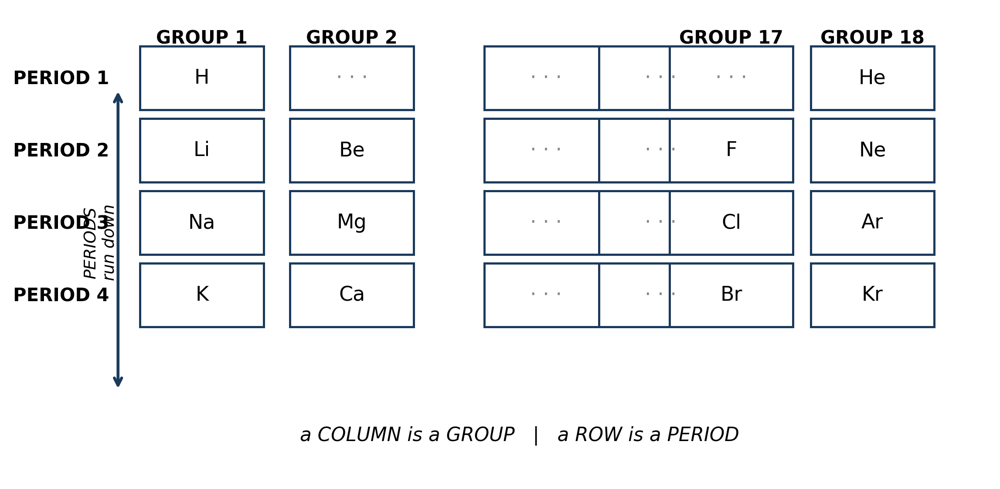 GROUP 1 GROUP 2 GROUP 17 GROUP 18
PERIOD 1 H · · · · · · · · · · · · He
PERIOD 2 Li Be · · · · · · F Ne
PERIOD 3 Na Mg · · · · · · Cl Ar
PERIODS
run down
PERIOD 4 K Ca · · · · · · Br Kr
a COLUMN is a GROUP | a ROW is a PERIOD